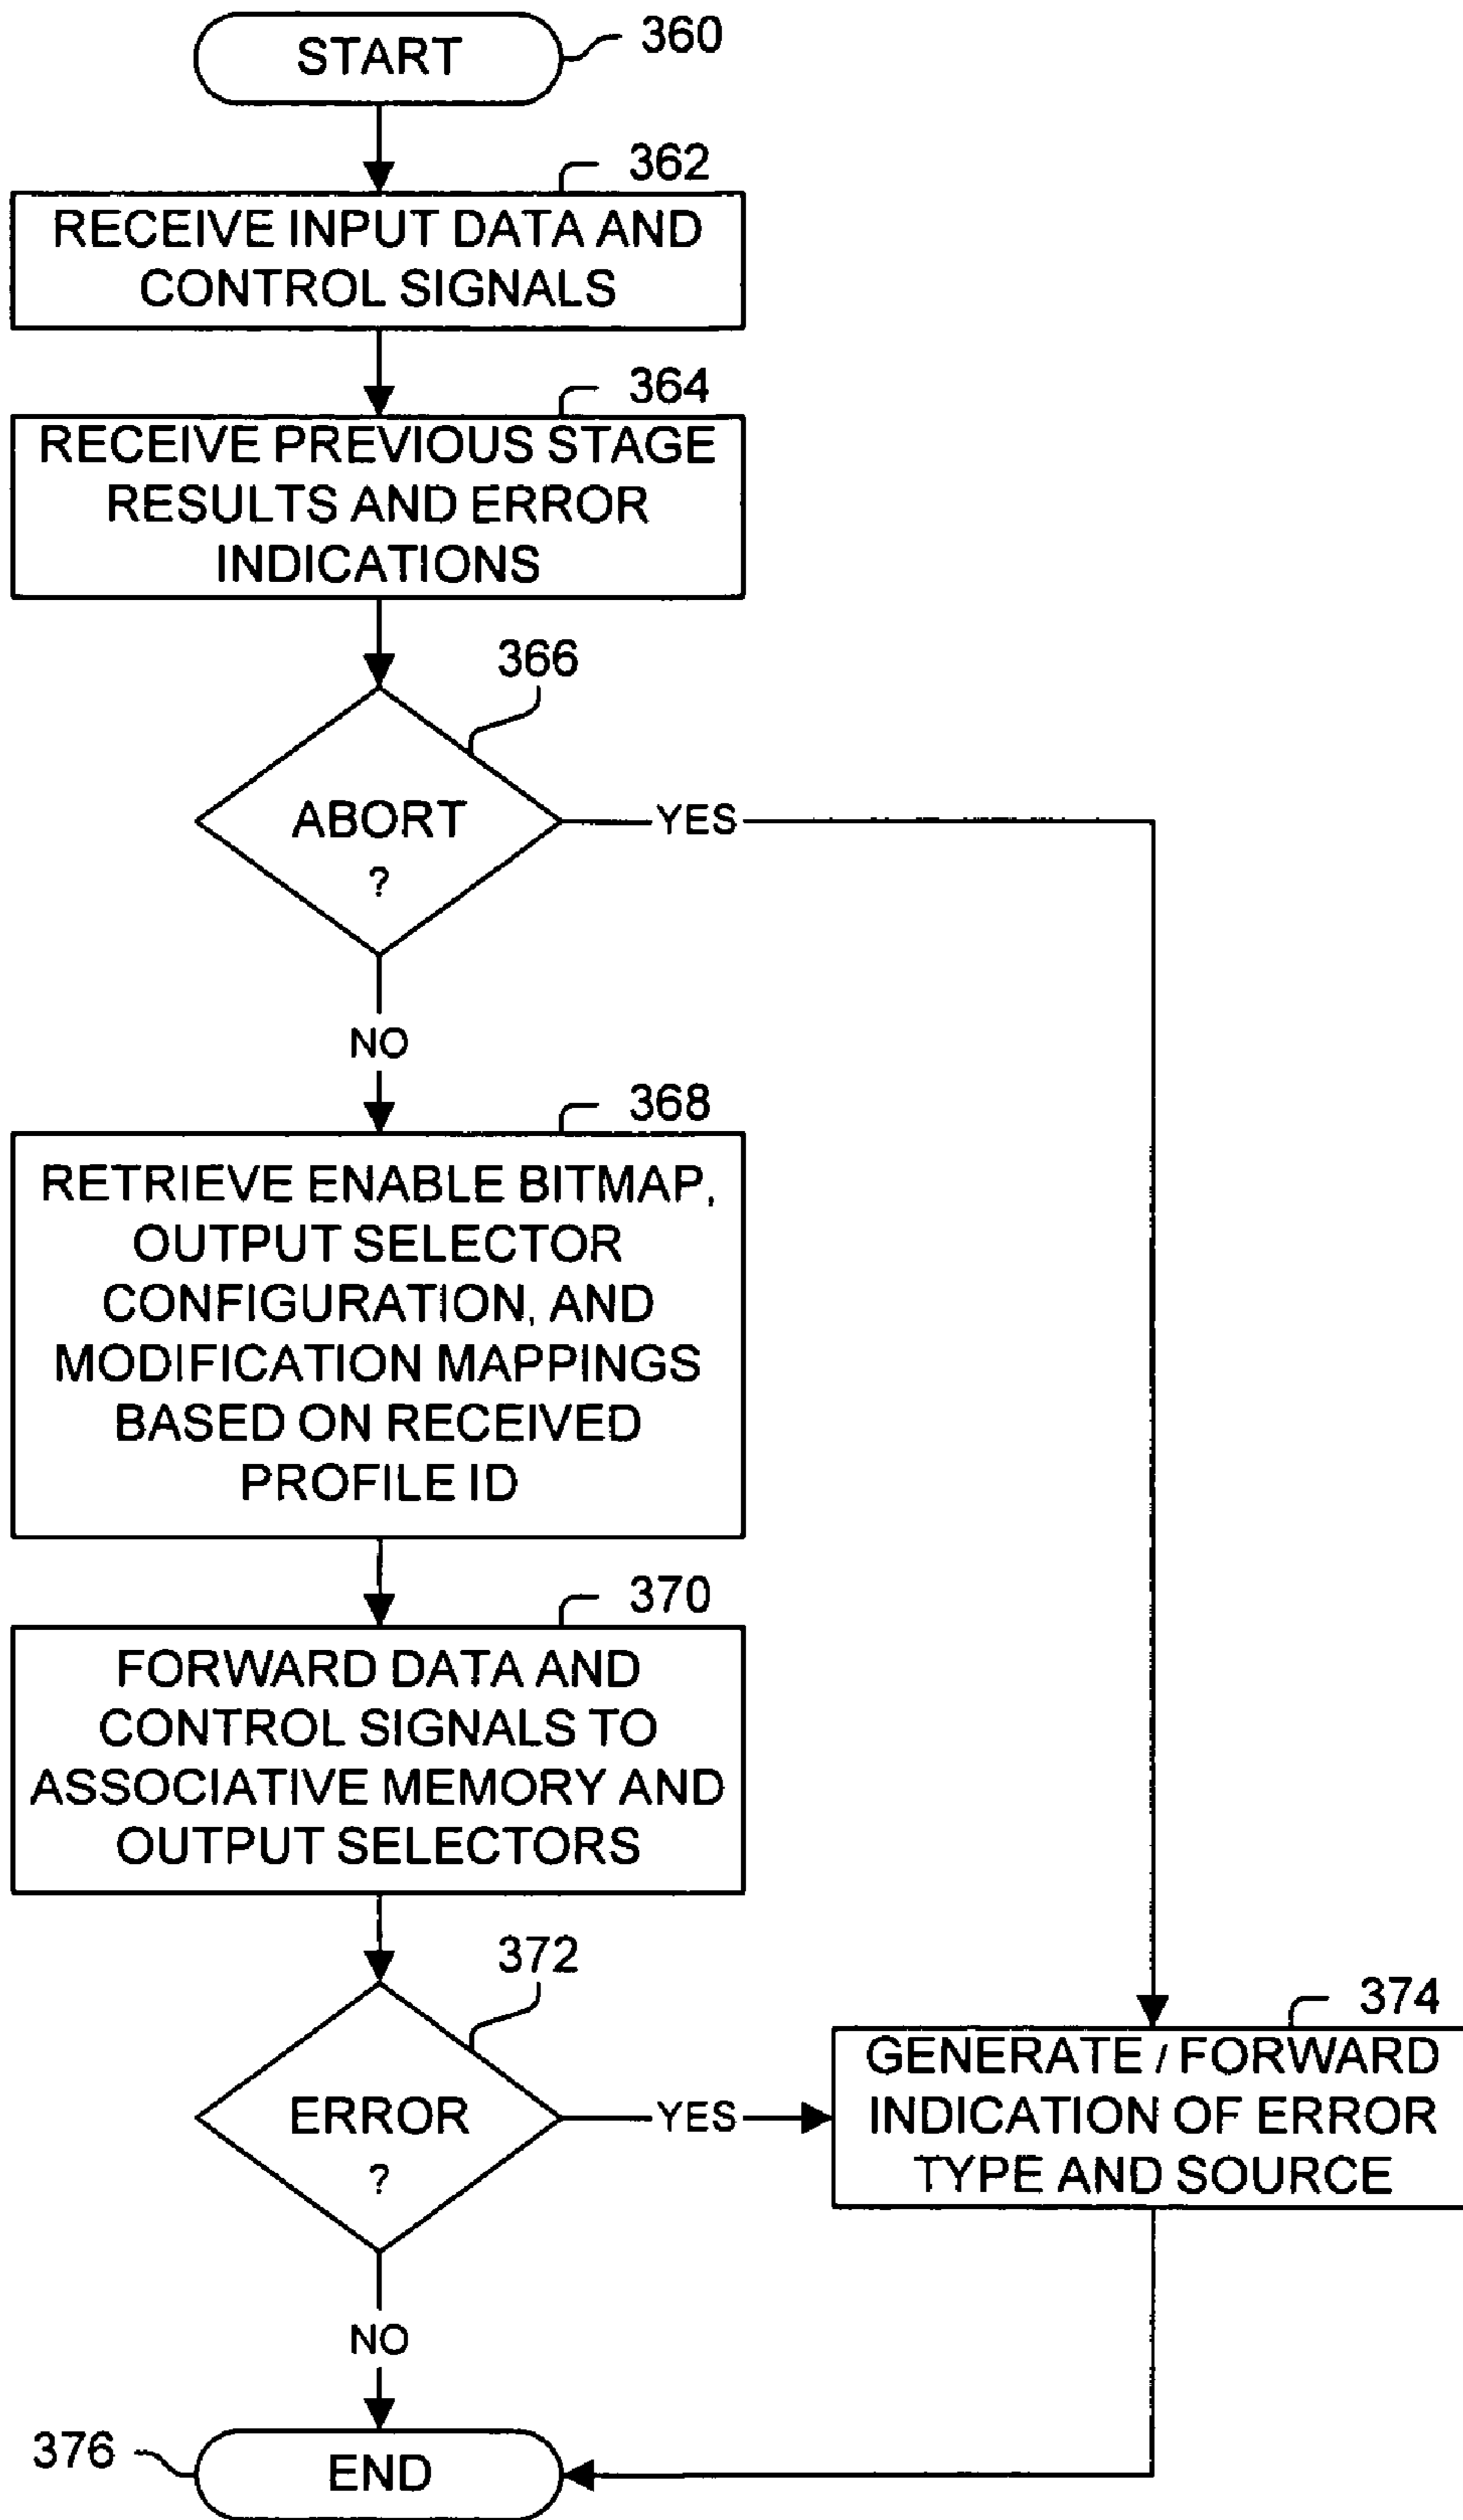 START
360
362
RECEIVE INPUT DATA AND
CONTROL SIGNALS
364
RECEIVE PREVIOUS STAGE
RESULTS AND ERROR
INDICATIONS
366
ABORT
?
YES
NO
368
RETRIEVE ENABLE BITMAP,
OUTPUT SELECTOR
CONFIGURATION, AND
MODIFICATION MAPPINGS
BASED ON RECEIVED
PROFILE ID
370
FORWARD DATA AND
CONTROL SIGNALS TO
ASSOCIATIVE MEMORY AND
OUTPUT SELECTORS
372
ERROR
?
YES
374
GENERATE / FORWARD
INDICATION OF ERROR
TYPE AND SOURCE
NO
376
END